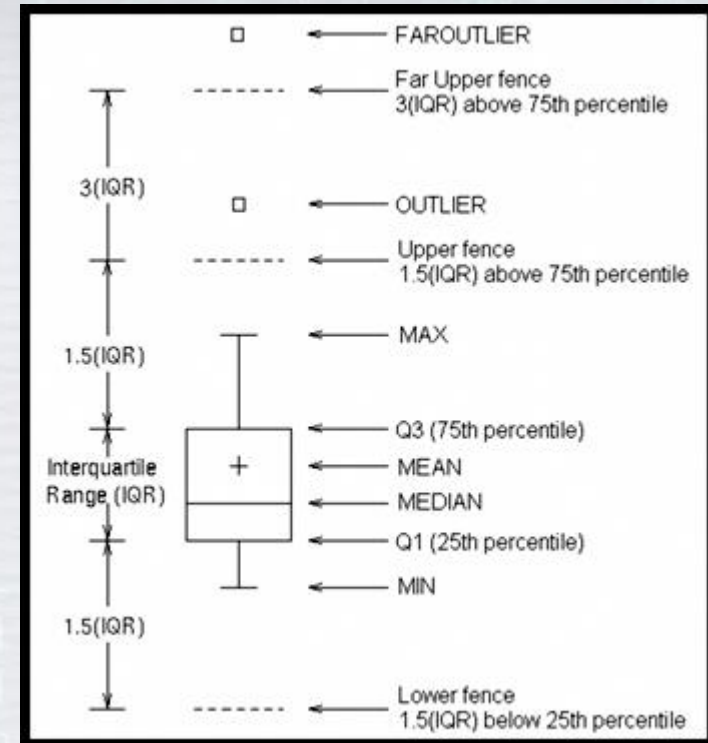 FAROUTLIER
Far Upper fence
3(IQR) above 75th percentile
3(IQR)
OUTLIER
Upper fence
1.5(IQR) above 75th percentile
MAX
1.5(IQR)
Q3 (75th percentile)
Interquartile
Range (IQR)
MEAN
MEDIAN
Q1 (25th percentile)
MIN
1.5(IQR)
Lower fence
1.5(IQR) below 25th percentile